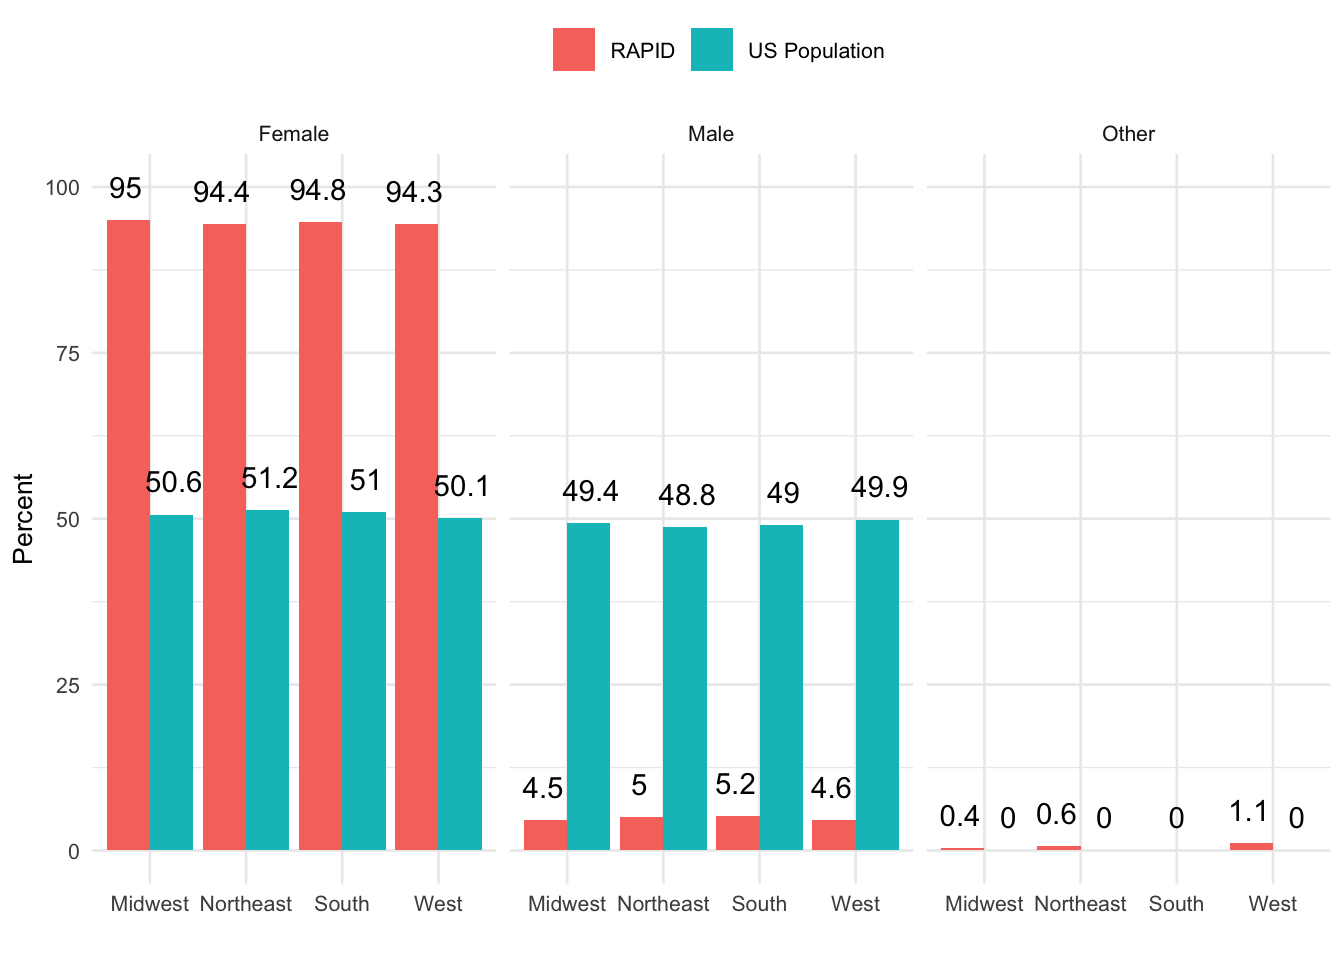 RAPID US Population
Female Male Other
Percent
100
75
50
25
0
95 94.4 94.8 94.3
50.6 51.2 51 50.1
49.4 48.8 49 49.9
4.5 5 5.2 4.6
0.4 0 0.6 0 0 1.1 0
Midwest Northeast South West Midwest Northeast South West Midwest Northeast South West